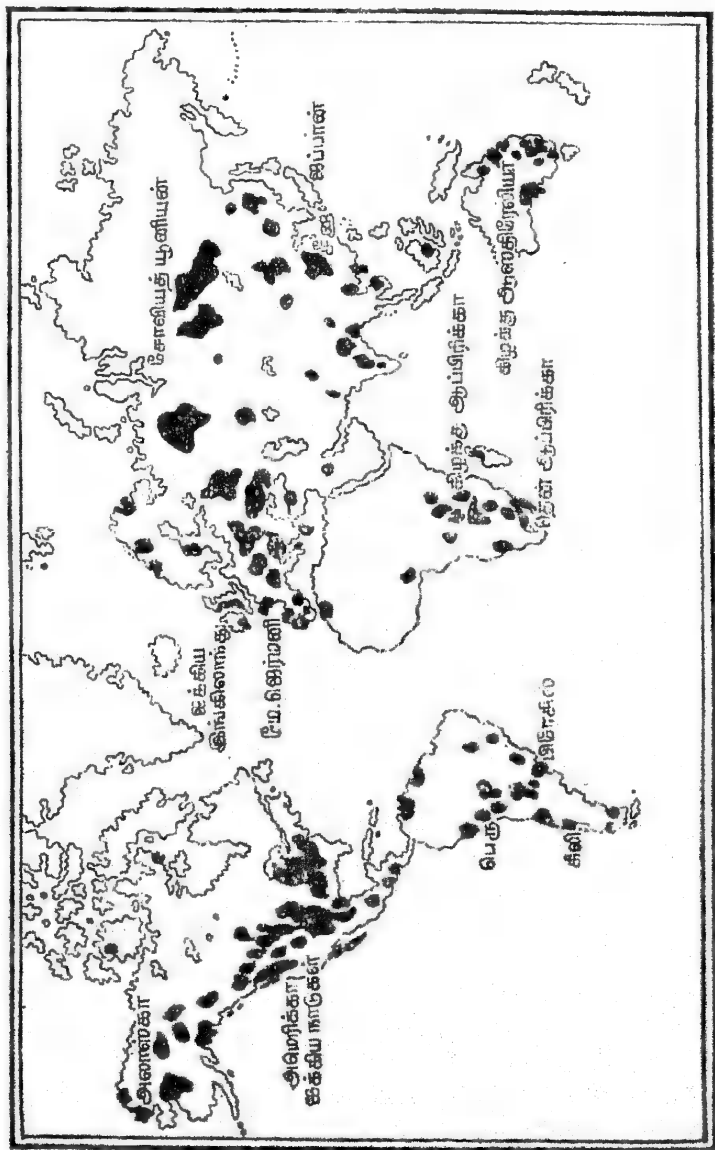 அலாஸ்கா
அமெரிக்கா
ஐக்கிய நாடுகள்
பெரு
சிலி
பிரேசில்
ஐக்கிய
இங்கிலாந்து
மே.ஜெர்மனி
சோவியத் யூனியன்
ஜப்பான்
கிழக்கு ஆப்பிரிக்கா
தென் ஆப்பிரிக்கா
கிழக்கு ஆஸ்திரேலியா